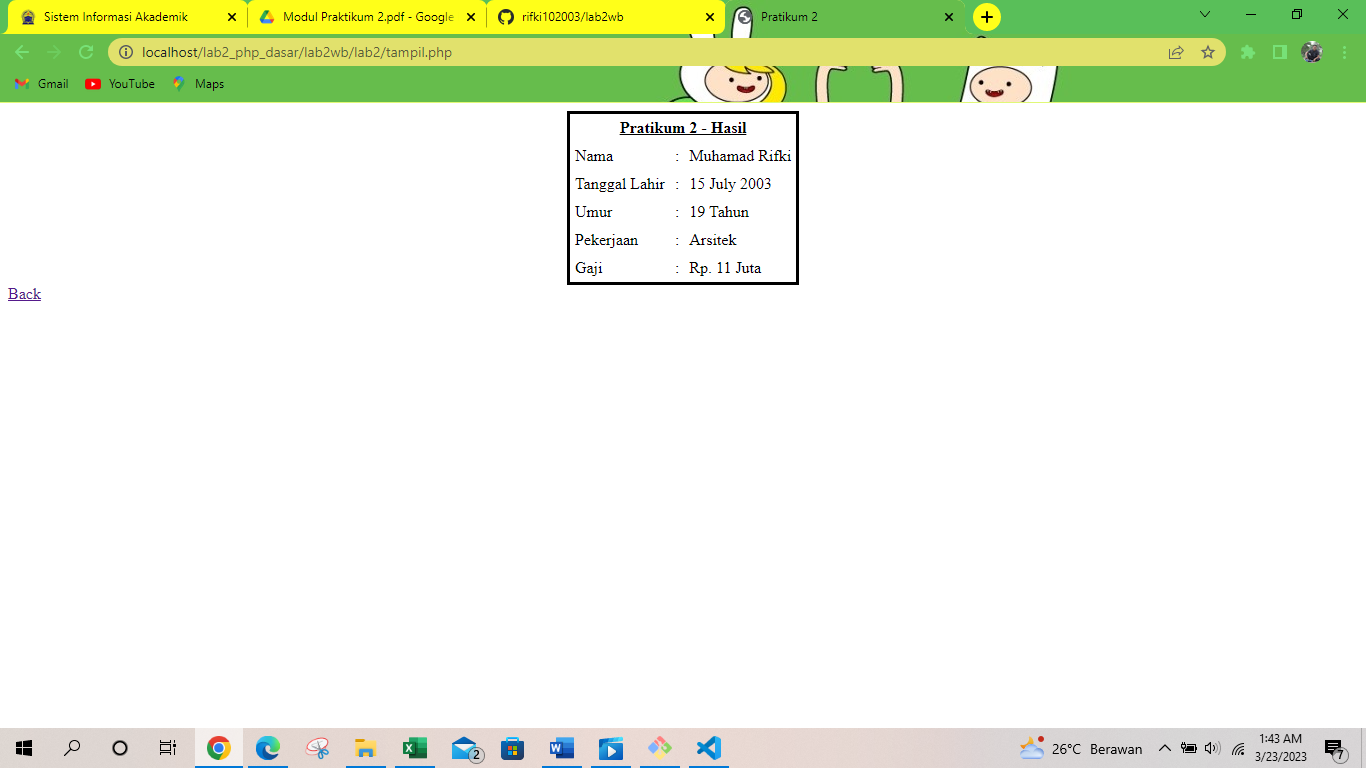 Sistem Informasi Akademik
Modul Praktikum 2.pdf - Google
rifki102003/lab2wb
Pratikum 2
localhost/lab2_php_dasar/lab2wb/lab2/tampil.php
Gmail
YouTube
Maps
Pratikum 2 - Hasil
Nama : Muhamad Rifki
Tanggal Lahir : 15 July 2003
Umur : 19 Tahun
Pekerjaan : Arsitek
Gaji : Rp. 11 Juta
Back
2
26°C Berawan
1:43 AM
3/23/2023
7